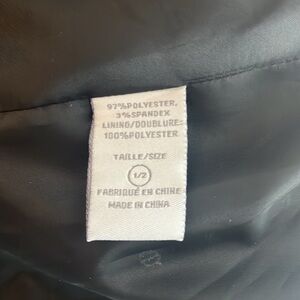 97%POLYESTER,
3%SPANDEX
LINING/DOUBLURE:
100%POLYESTER
TAILLE/SIZE
1/2
FABRIQUÉ EN CHINE
MADE IN CHINA